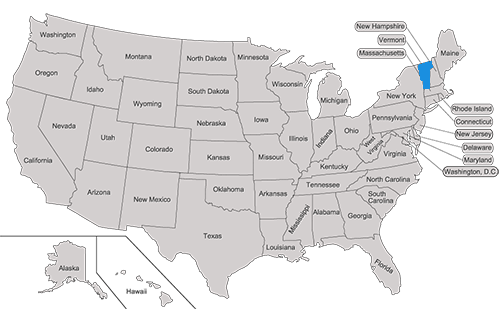 New Hampshire
Vermont
Massachusetts
Washington
Montana
North Dakota
Minnesota
Maine
Oregon
Idaho
Wyoming
South Dakota
Wisconsin
Michigan
New York
Rhode Island
Connecticut
New Jersey
Delaware
Maryland
Washington, D.C
Nevada
Utah
Colorado
Nebraska
Iowa
Illinois
Indiana
Ohio
Pennsylvania
West
Virginia
Virginia
California
Kansas
Missouri
Kentucky
Arizona
New Mexico
Oklahoma
Arkansas
Tennessee
North Carolina
South
Carolina
Texas
Louisiana
Mississippi
Alabama
Georgia
Florida
Alaska
Hawaii